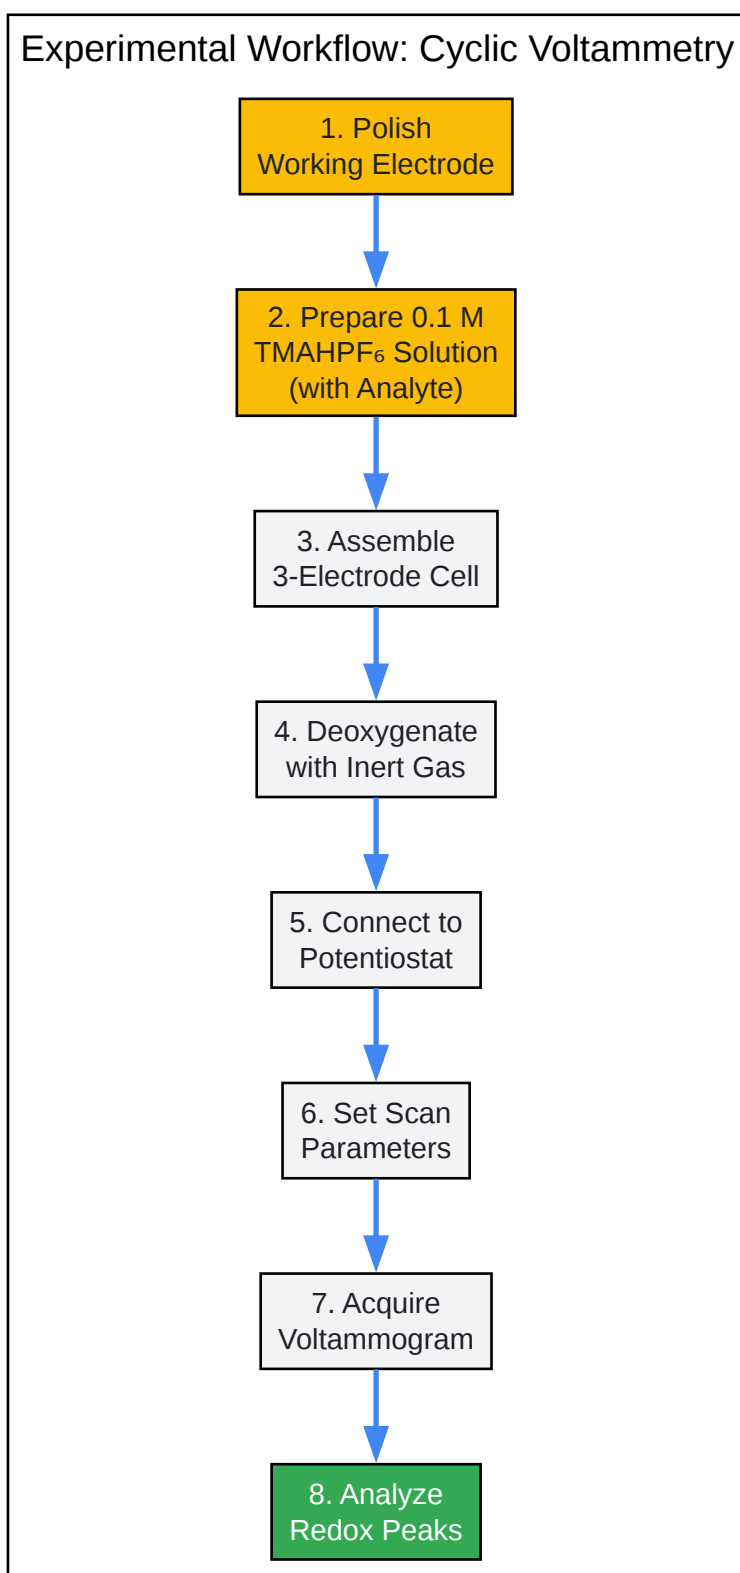 Experimental Workflow: Cyclic Voltammetry
1. Polish
Working Electrode
2. Prepare 0.1 M
TMAHPF₆ Solution
(with Analyte)
3. Assemble
3-Electrode Cell
4. Deoxygenate
with Inert Gas
5. Connect to
Potentiostat
6. Set Scan
Parameters
7. Acquire
Voltammogram
8. Analyze
Redox Peaks